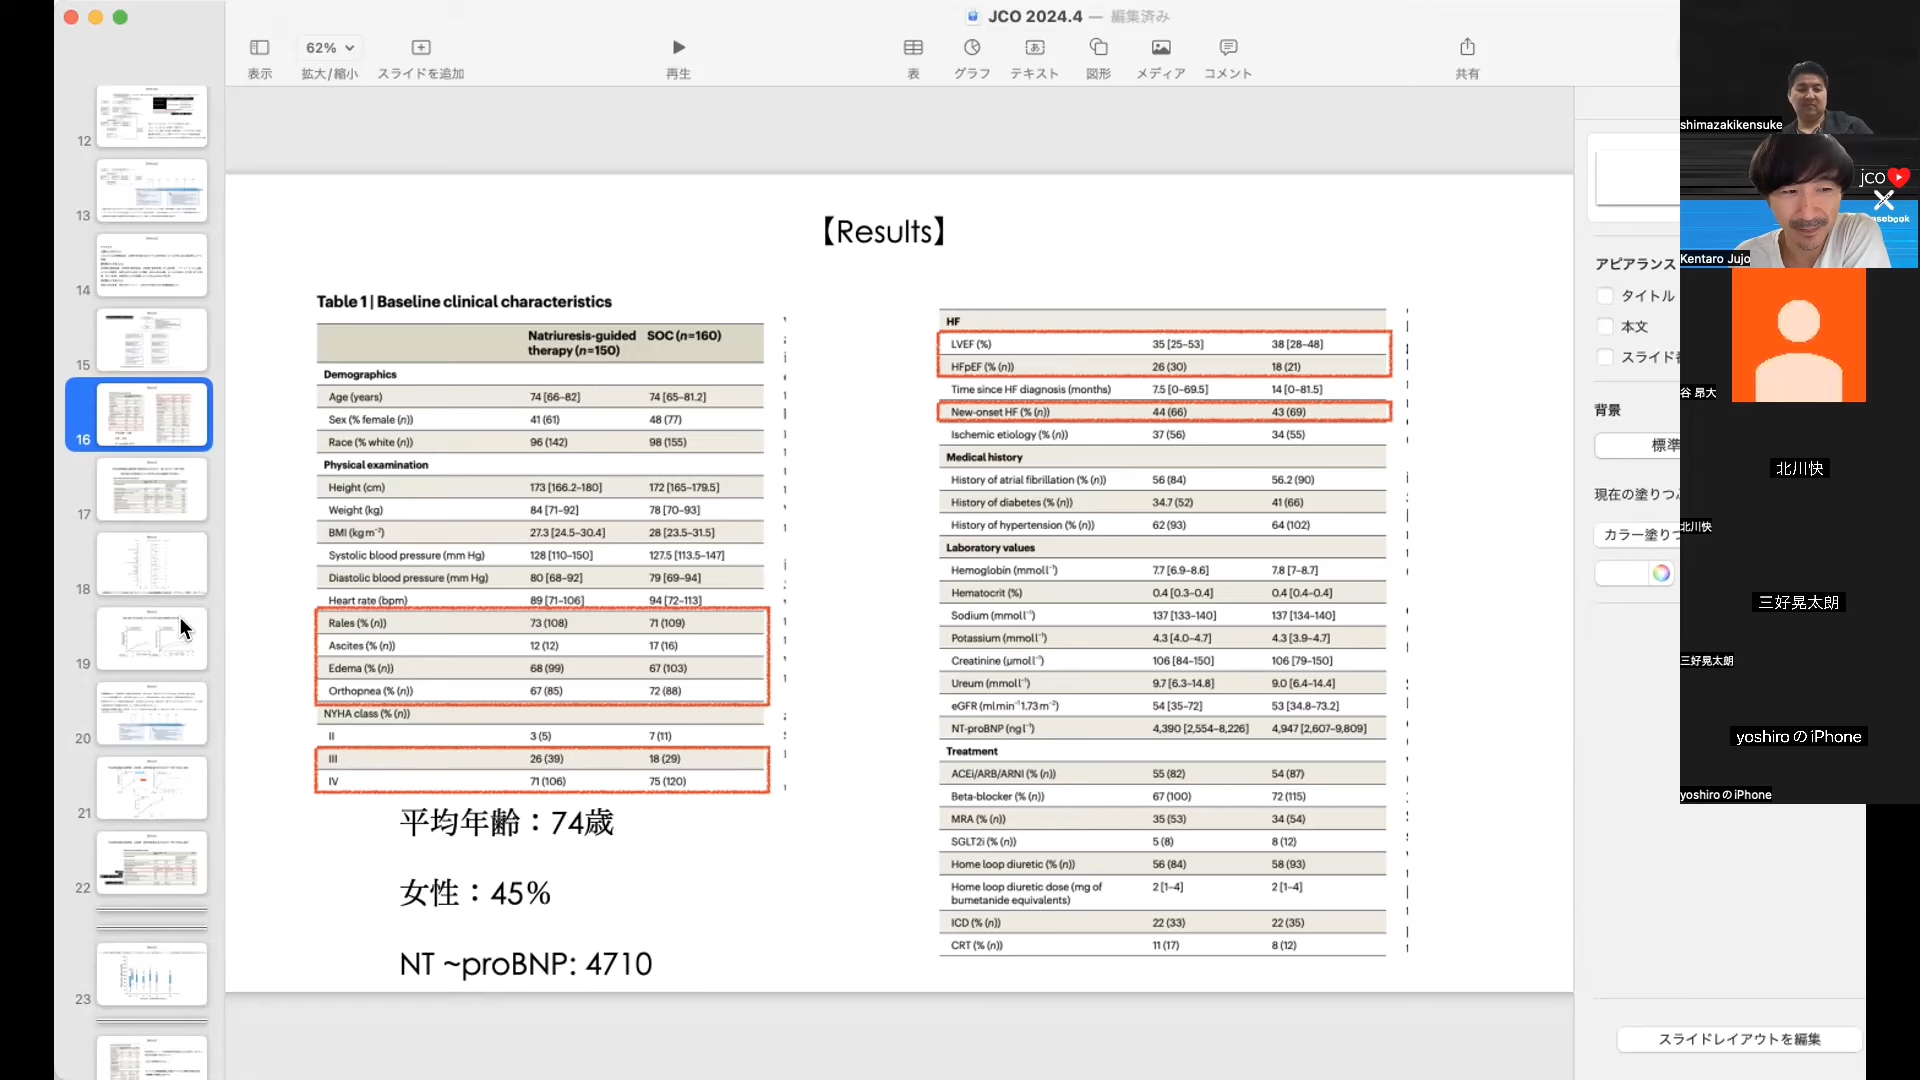 JCO 2024.4 — 編集済み
62%
表示
拡大/縮小
スライドを追加
再生
表
グラフ
テキスト
図形
メディア
コメント
共有
12
13
14
15
16
17
18
19
20
21
22
23
【Results】
Table 1 | Baseline clinical characteristics
Natriuresis-guided therapy (n=150) SOC (n=160)
Demographics
Age (years) 74 [66–82] 74 [65–81.2]
Sex (% female (n)) 41 (61) 48 (77)
Race (% white (n)) 96 (142) 98 (155)
Physical examination
Height (cm) 173 [166.2–180] 172 [165–179.5]
Weight (kg) 84 [71–92] 78 [70–93]
BMI (kg m⁻²) 27.3 [24.5–30.4] 28 [23.5–31.5]
Systolic blood pressure (mm Hg) 128 [110–150] 127.5 [113.5–147]
Diastolic blood pressure (mm Hg) 80 [68–92] 79 [69–94]
Heart rate (bpm) 89 [71–106] 94 [72–113]
Rales (% (n)) 73 (108) 71 (109)
Ascites (% (n)) 12 (12) 17 (16)
Edema (% (n)) 68 (99) 67 (103)
Orthopnea (% (n)) 67 (85) 72 (88)
NYHA class (% (n))
II 3 (5) 7 (11)
III 26 (39) 18 (29)
IV 71 (106) 75 (120)
平均年齢：74歳
女性：45%
NT ~proBNP: 4710
HF
LVEF (%) 35 [25–53] 38 [28–48]
HFpEF (% (n)) 26 (30) 18 (21)
Time since HF diagnosis (months) 7.5 [0–69.5] 14 [0–81.5]
New-onset HF (% (n)) 44 (66) 43 (69)
Ischemic etiology (% (n)) 37 (56) 34 (55)
Medical history
History of atrial fibrillation (% (n)) 56 (84) 56.2 (90)
History of diabetes (% (n)) 34.7 (52) 41 (66)
History of hypertension (% (n)) 62 (93) 64 (102)
Laboratory values
Hemoglobin (mmol l⁻¹) 7.7 [6.9–8.6] 7.8 [7–8.7]
Hematocrit (%) 0.4 [0.3–0.4] 0.4 [0.4–0.4]
Sodium (mmol l⁻¹) 137 [133–140] 137 [134–140]
Potassium (mmol l⁻¹) 4.3 [4.0–4.7] 4.3 [3.9–4.7]
Creatinine (µmol l⁻¹) 106 [84–150] 106 [79–150]
Ureum (mmol l⁻¹) 9.7 [6.3–14.8] 9.0 [6.4–14.4]
eGFR (ml min⁻¹ 1.73 m⁻²) 54 [35–72] 53 [34.8–73.2]
NT-proBNP (ng l⁻¹) 4,390 [2,554–8,226] 4,947 [2,607–9,809]
Treatment
ACEi/ARB/ARNI (% (n)) 55 (82) 54 (87)
Beta-blocker (% (n)) 67 (100) 72 (115)
MRA (% (n)) 35 (53) 34 (54)
SGLT2i (% (n)) 5 (8) 8 (12)
Home loop diuretic (% (n)) 56 (84) 58 (93)
Home loop diuretic dose (mg of bumetanide equivalents) 2 [1–4] 2 [1–4]
ICD (% (n)) 22 (33) 22 (35)
CRT (% (n)) 11 (17) 8 (12)
アピアランス
タイトル
本文
スライド
背景
標準
現在の塗りつ
カラー塗りつ
スライドレイアウトを編集
shimazakikensuke
jCO
Kentaro Jujo
谷 昂大
北川快
北川快
三好晃太朗
三好晃太朗
yoshiro の iPhone
yoshiro の iPhone